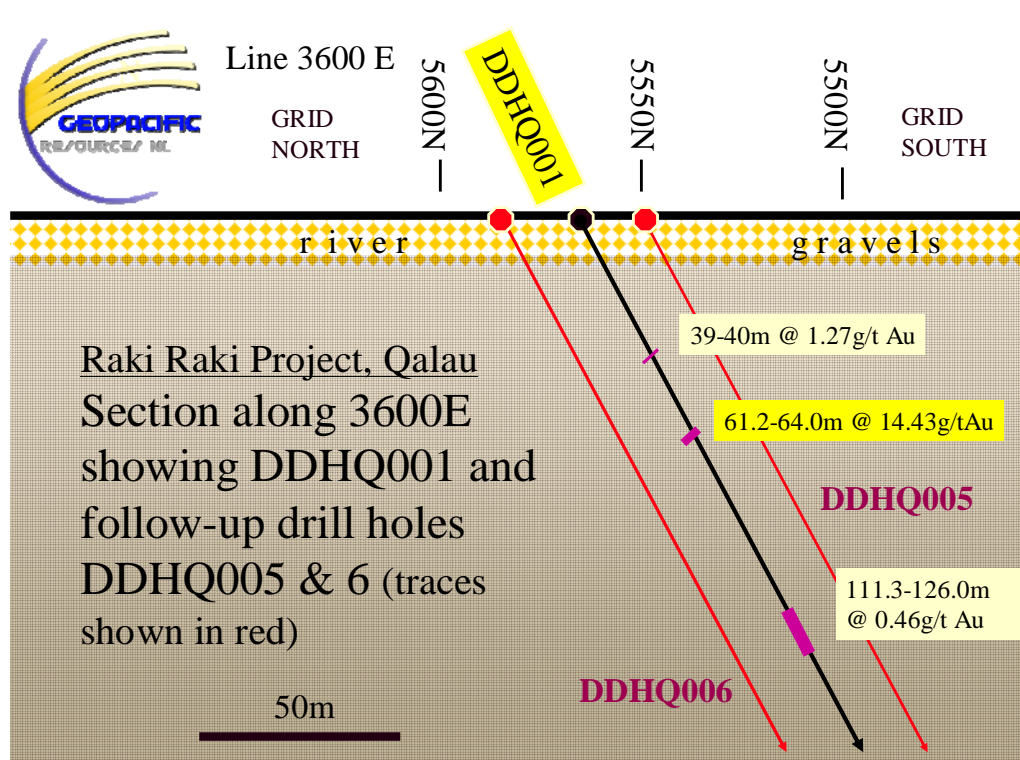 Line 3600 E
GEOPACIFIC
RESOURCES NL
GRID
NORTH
5600N
DDHQ001
5550N
5500N
GRID
SOUTH
river gravels
39-40m @ 1.27g/t Au
61.2-64.0m @ 14.43g/tAu
DDHQ005
111.3-126.0m
@ 0.46g/t Au
DDHQ006
Raki Raki Project, Qalau
Section along 3600E
showing DDHQ001 and
follow-up drill holes
DDHQ005 & 6 (traces
shown in red)
50m